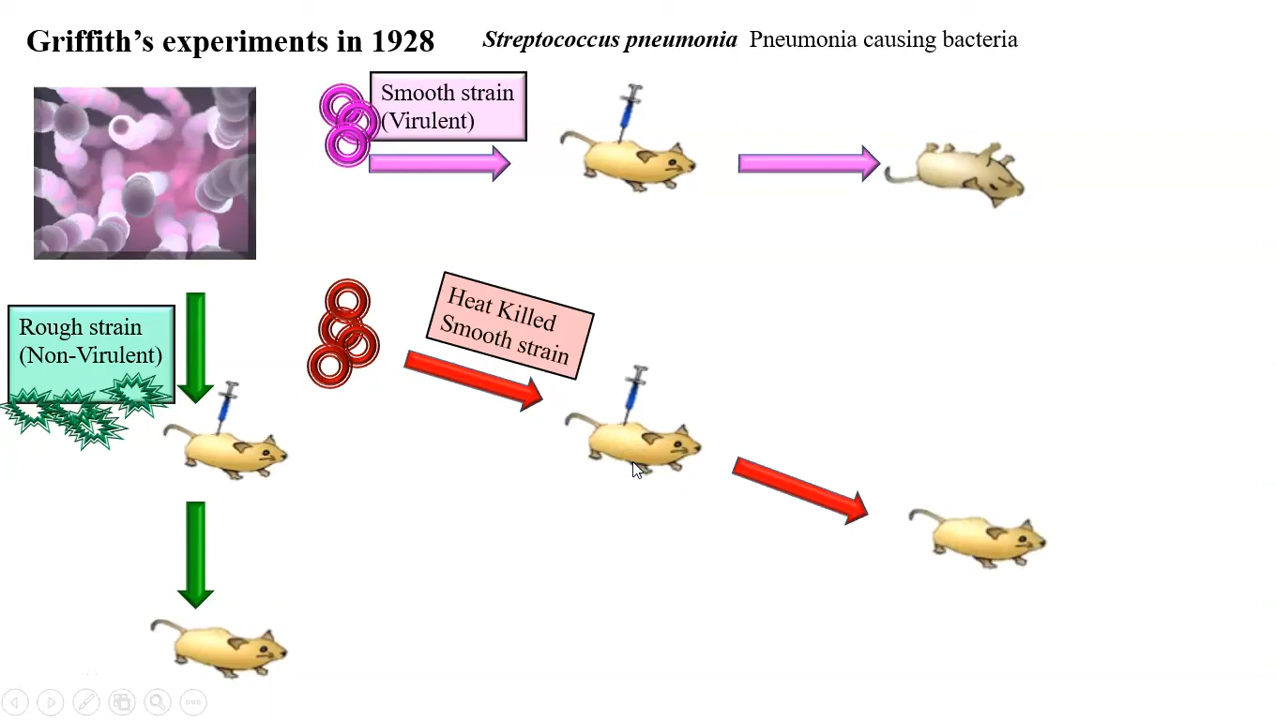 Griffith’s experiments in 1928
Streptococcus pneumonia Pneumonia causing bacteria
Smooth strain
(Virulent)
Heat Killed
Smooth strain
Rough strain
(Non-Virulent)